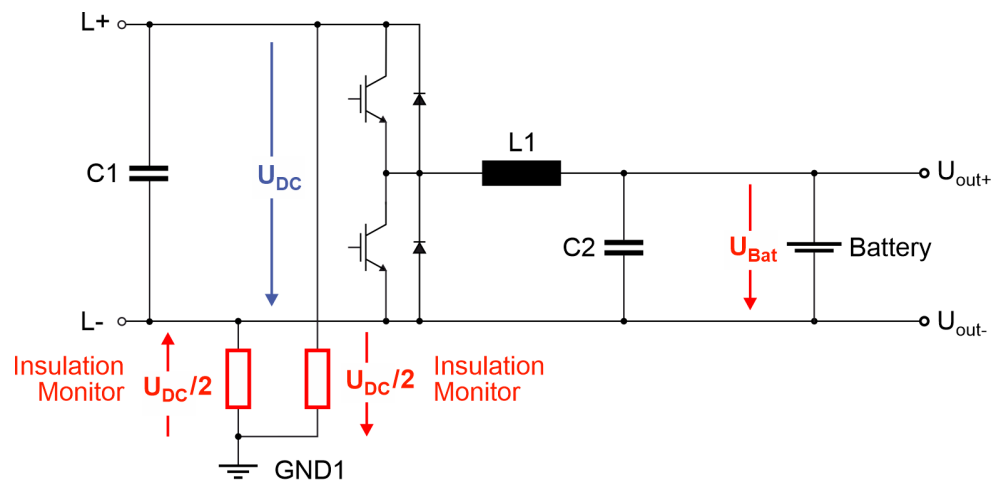 L+
L1
C1
UDC
Uout+
C2
UBat
Battery
L-
Uout-
Insulation
Monitor
UDC/2
UDC/2
Insulation
Monitor
GND1